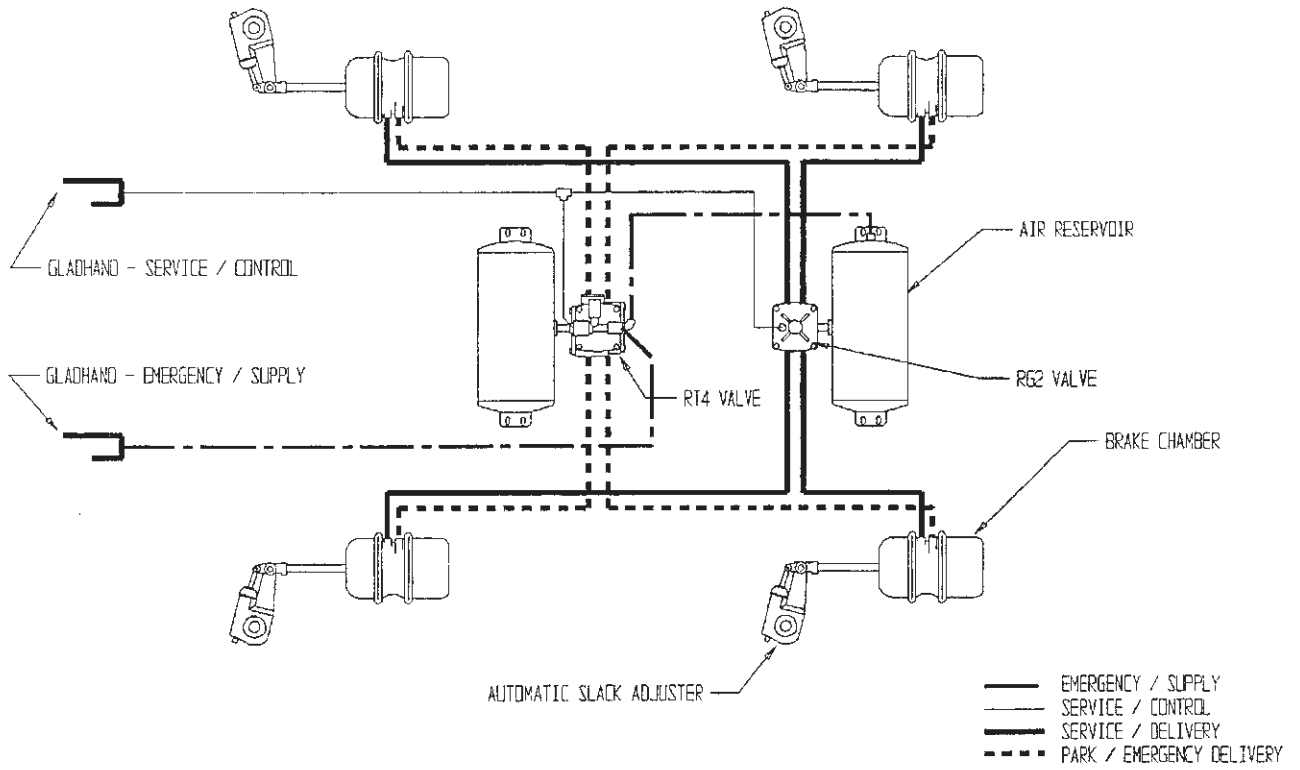 AIR RESERVOIR
GLADHAND - SERVICE / CONTROL
GLADHAND - EMERGENCY / SUPPLY
RT4 VALVE
RG2 VALVE
BRAKE CHAMBER
AUTOMATIC SLACK ADJUSTER
EMERGENCY / SUPPLY
SERVICE / CONTROL
SERVICE / DELIVERY
PARK / EMERGENCY DELIVERY